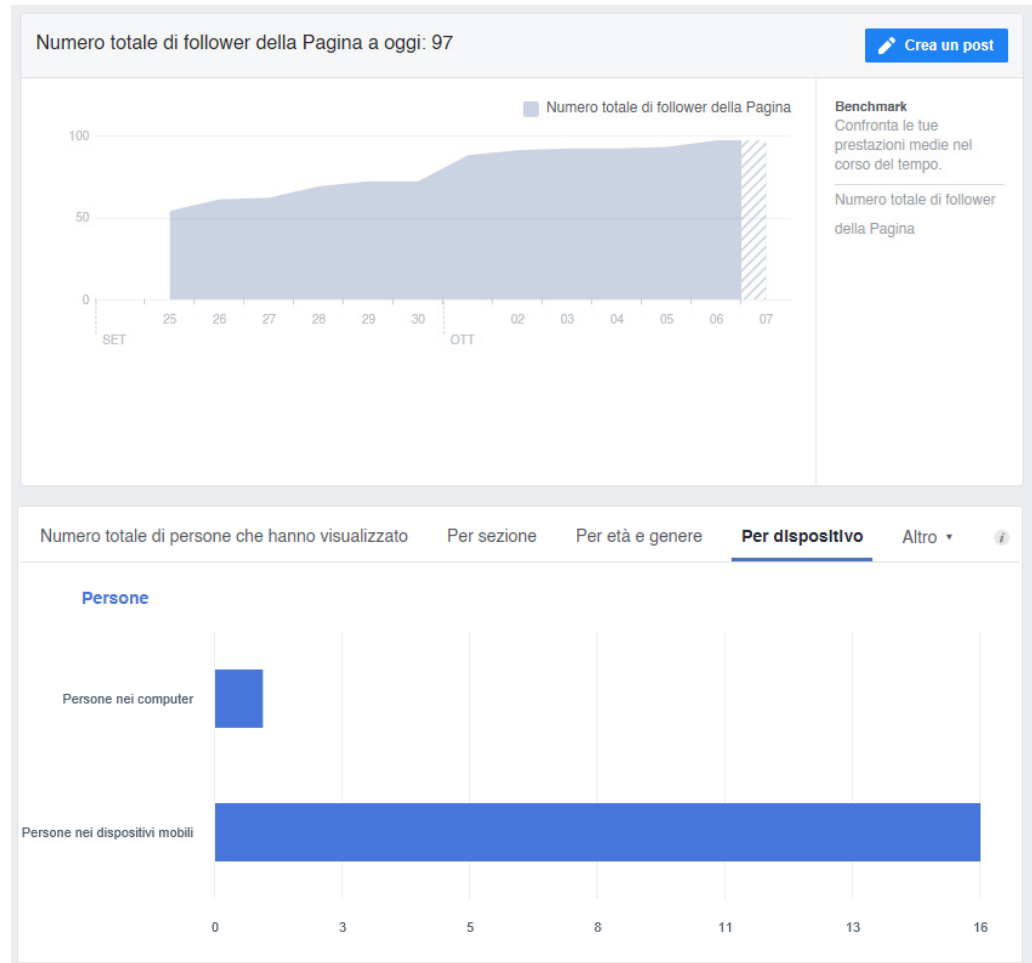 Numero totale di follower della Pagina a oggi: 97
Crea un post
Numero totale di follower della Pagina
100
50
0
25 26 27 28 29 30 02 03 04 05 06 07
SET OTT
Benchmark
Confronta le tue
prestazioni medie nel
corso del tempo.
Numero totale di follower
della Pagina
Numero totale di persone che hanno visualizzato Per sezione Per età e genere Per dispositivo Altro i
Persone
Persone nei computer
Persone nei dispositivi mobili
0 3 5 8 11 13 16